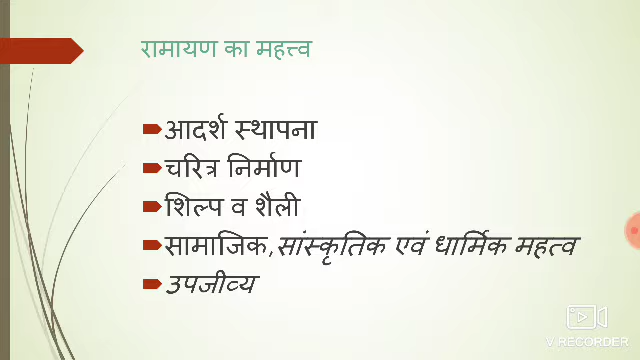 रामायण का महत्त्व
आदर्श स्थापना
चरित्र निर्माण
शिल्प व शैली
सामाजिक,सांस्कृतिक एवं धार्मिक महत्व
उपजीव्य
V RECORDER